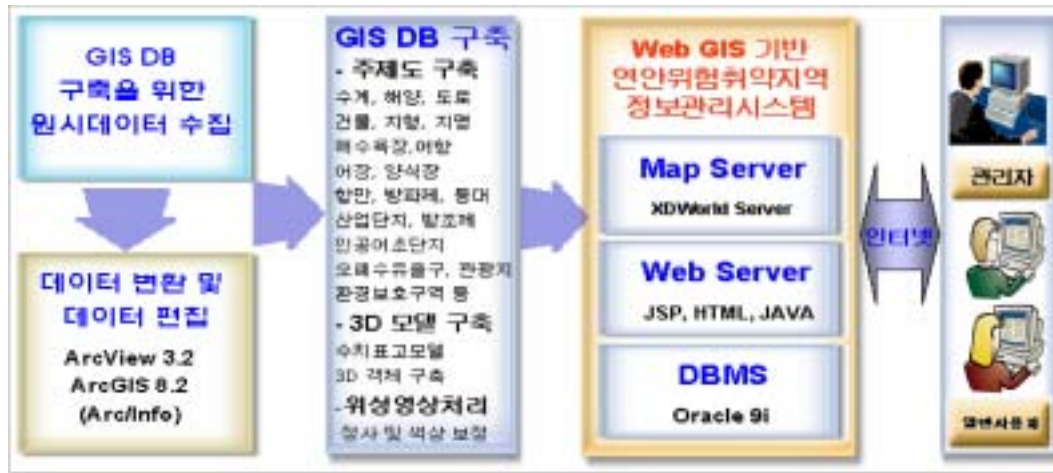 GIS DB
구축을 위한
원시데이터 수집
데이터 변환 및
데이터 편집
ArcView 3.2
ArcGIS 8.2
(Arc/Info)
GIS DB 구축
- 주제도 구축
수계, 해양, 도로
건물, 지형, 지명
해수욕장,어항
어장, 양식장
항만, 방파제, 등대
산업단지, 방조제
인공어초단지
오폐수유출구, 관광지
환경보호구역 등
- 3D 모델 구축
수치표고모델
3D 객체 구축
-위성영상처리
정사 및 색상 보정
Web GIS 기반
연안위험취약지역
정보관리시스템
Map Server
XDWorld Server
Web Server
JSP, HTML, JAVA
DBMS
Oracle 9i
인터넷
관리자
일반사용자